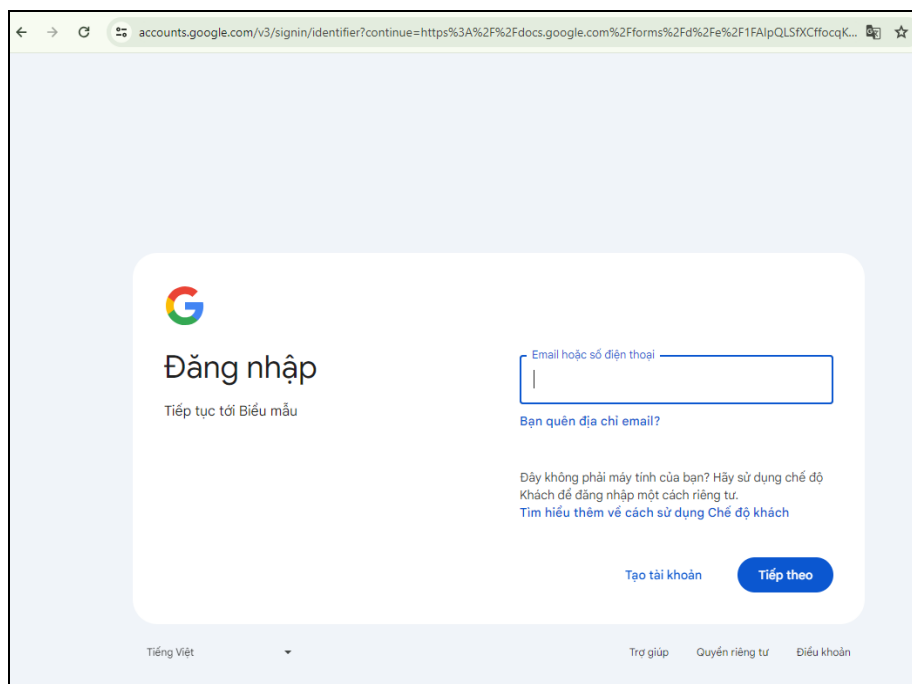 accounts.google.com/v3/signin/identifier?continue=https%3A%2F%2Fdocs.google.com%2Fforms%2Fd%2Fe%2F1FAIpQLSfXCffocqK...
Đăng nhập
Tiếp tục tới Biểu mẫu
Email hoặc số điện thoại
Bạn quên địa chỉ email?
Đây không phải máy tính của bạn? Hãy sử dụng chế độ
Khách để đăng nhập một cách riêng tư.
Tìm hiểu thêm về cách sử dụng Chế độ khách
Tạo tài khoản
Tiếp theo
Tiếng Việt
Trợ giúp
Quyền riêng tư
Điều khoản